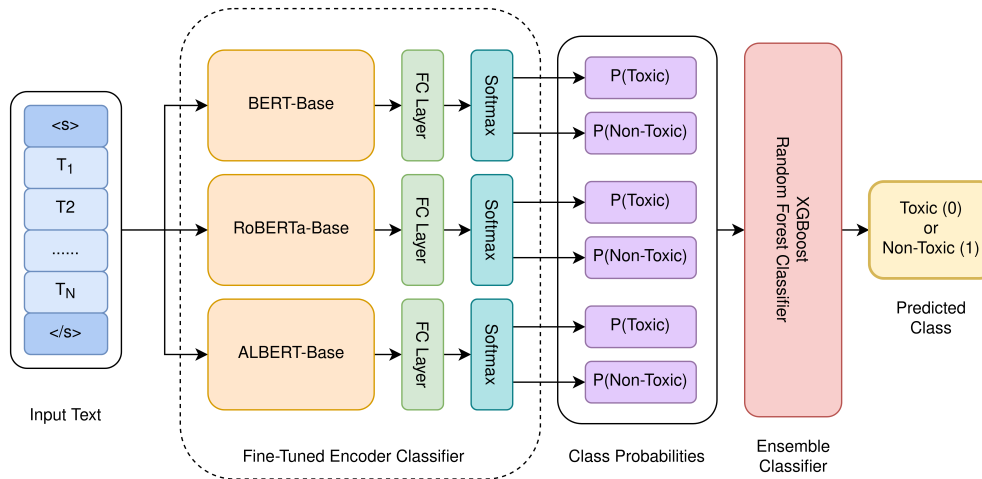 <s>
T1
T2
......
TN
</s>
Input Text
BERT-Base
FC Layer
Softmax
RoBERTa-Base
FC Layer
Softmax
ALBERT-Base
FC Layer
Softmax
Fine-Tuned Encoder Classifier
P(Toxic)
P(Non-Toxic)
P(Toxic)
P(Non-Toxic)
P(Toxic)
P(Non-Toxic)
Class Probabilities
XGBoost
Random Forest Classifier
Ensemble
Classifier
Toxic (0)
or
Non-Toxic (1)
Predicted
Class